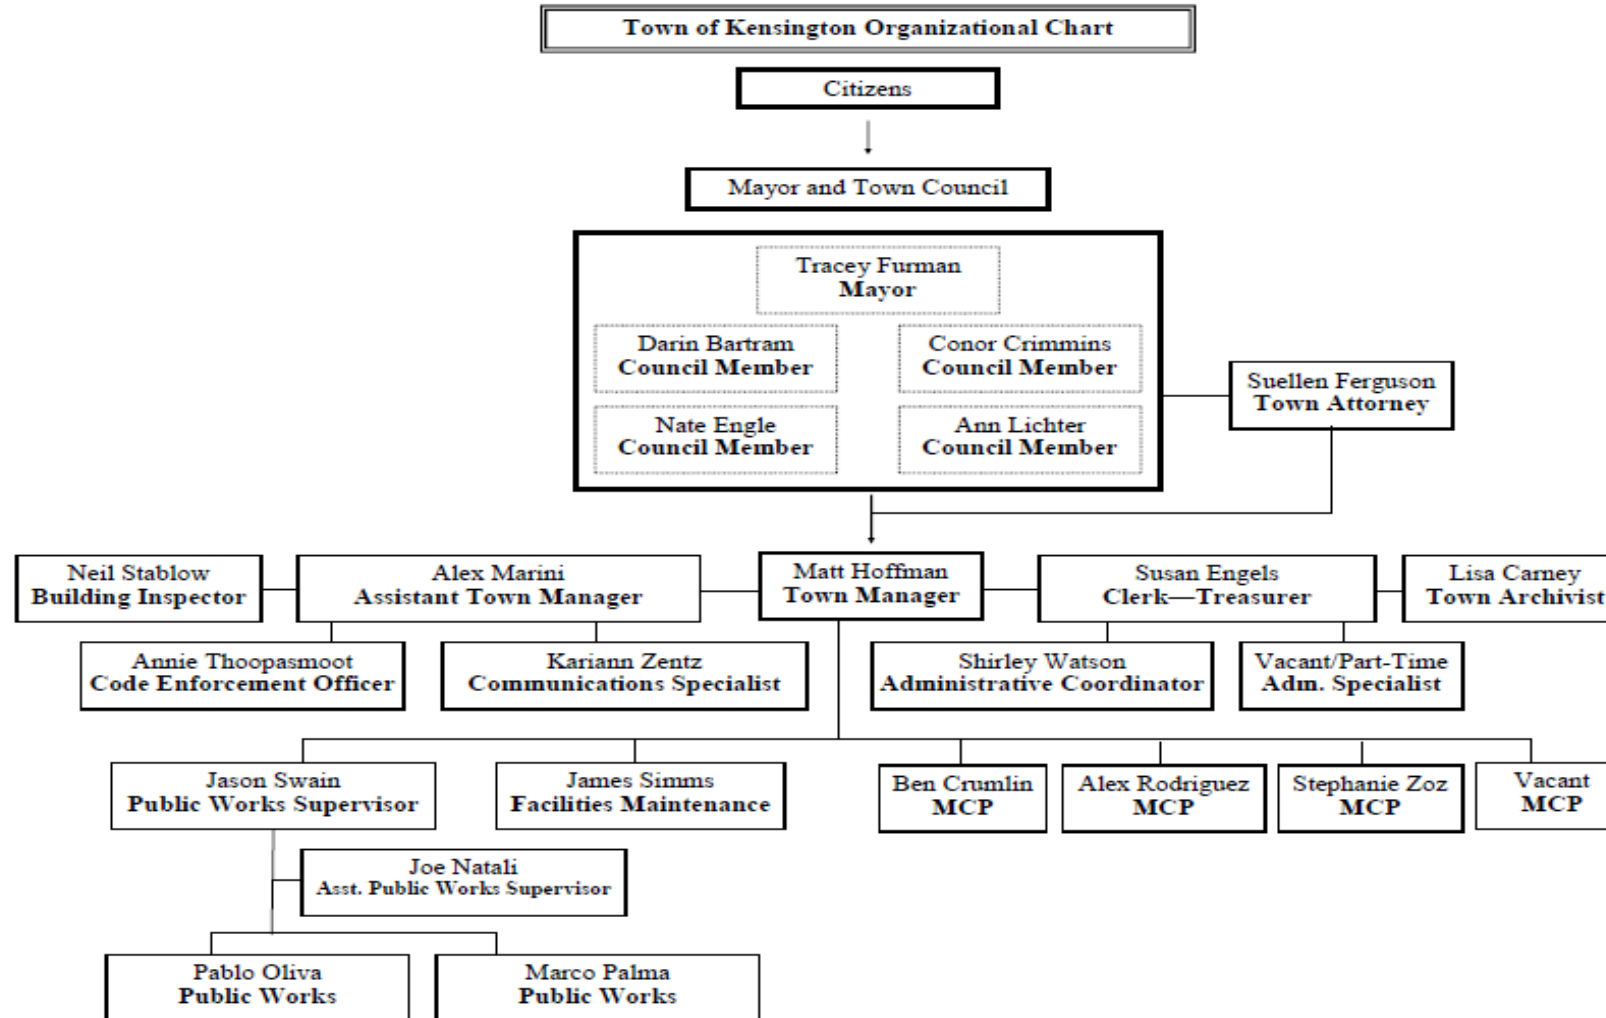 Town of Kensington Organizational Chart
Citizens
Mayor and Town Council
Tracey Furman
Mayor
Darin Bartram
Council Member
Conor Crimmins
Council Member
Nate Engle
Council Member
Ann Lichter
Council Member
Suellen Ferguson
Town Attorney
Neil Stablow
Building Inspector
Alex Marini
Assistant Town Manager
Matt Hoffman
Town Manager
Susan Engels
Clerk—Treasurer
Lisa Carney
Town Archivist
Annie Thoopasmoot
Code Enforcement Officer
Kariann Zentz
Communications Specialist
Shirley Watson
Administrative Coordinator
Vacant/Part-Time
Adm. Specialist
Jason Swain
Public Works Supervisor
James Simms
Facilities Maintenance
Ben Crumlin
MCP
Alex Rodriguez
MCP
Stephanie Zoz
MCP
Vacant
MCP
Joe Natali
Asst. Public Works Supervisor
Pablo Oliva
Public Works
Marco Palma
Public Works